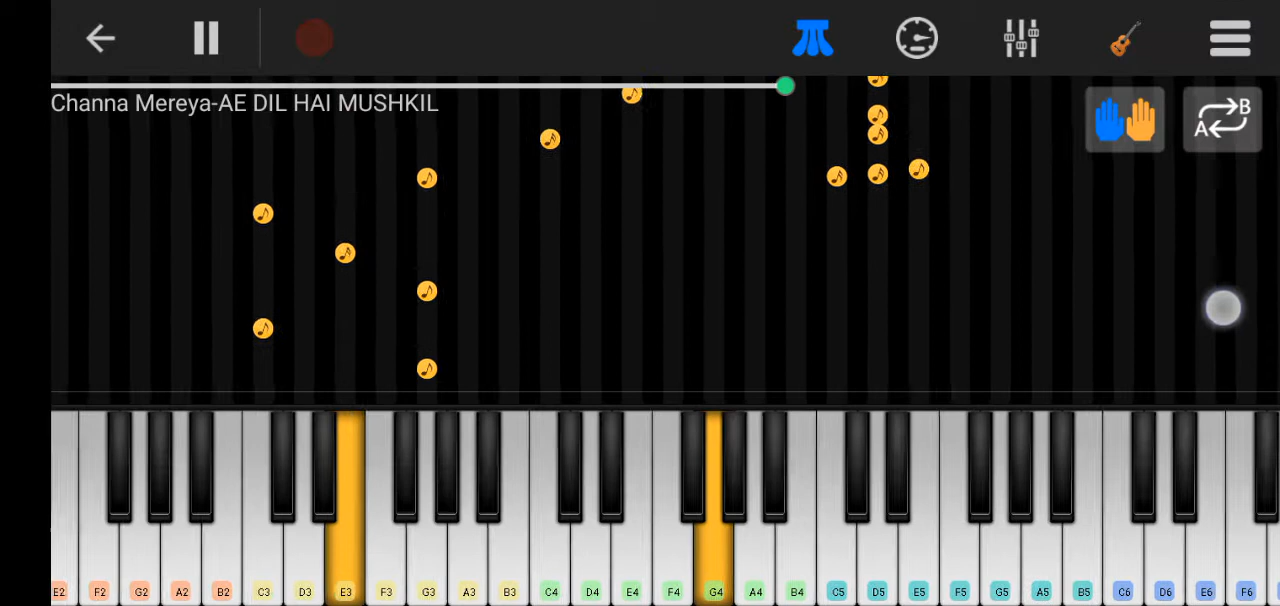 B
A
Channa Mereya-AE DIL HAI MUSHKIL
E2 F2 G2 A2 B2 C3 D3 E3 F3 G3 A3 B3 C4 D4 E4 F4 G4 A4 B4 C5 D5 E5 F5 G5 A5 B5 C6 D6 E6 F6